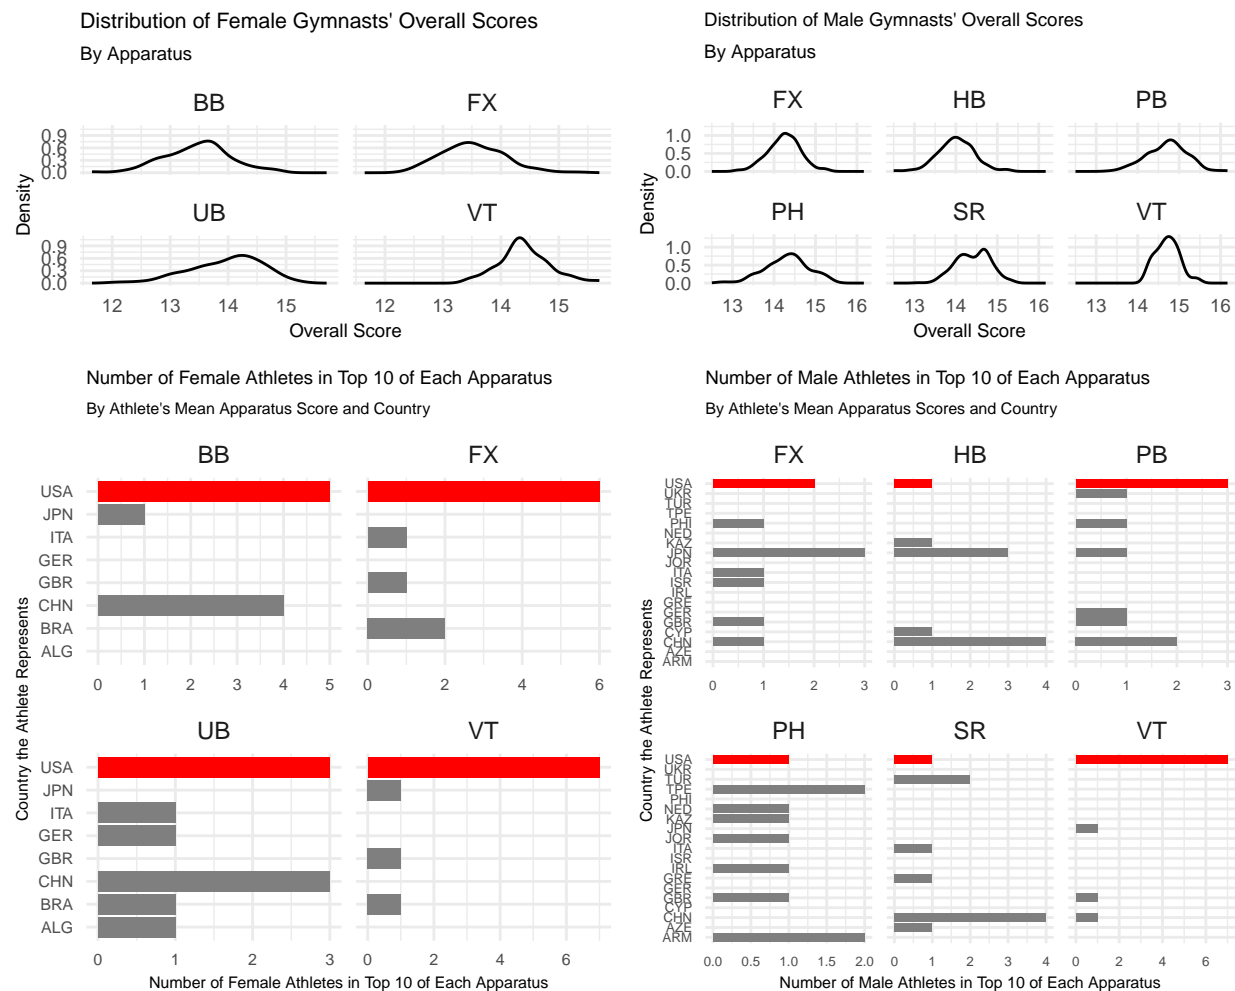 Distribution of Female Gymnasts' Overall Scores
By Apparatus
BB FX
0.9
0.6
0.3
0.0
UB VT
0.9
0.6
0.3
0.0
12 13 14 15 12 13 14 15
Density
Overall Score
Distribution of Male Gymnasts' Overall Scores
By Apparatus
FX HB PB
1.0
0.5
0.0
PH SR VT
1.0
0.5
0.0
13 14 15 16 13 14 15 16 13 14 15 16
Density
Overall Score
Number of Female Athletes in Top 10 of Each Apparatus
By Athlete's Mean Apparatus Score and Country
BB FX
USA
JPN
ITA
GER
GBR
CHN
BRA
ALG
0 1 2 3 4 5 0 2 4 6
UB VT
USA
JPN
ITA
GER
GBR
CHN
BRA
ALG
0 1 2 3 0 2 4 6
Country the Athlete Represents
Number of Female Athletes in Top 10 of Each Apparatus
Number of Male Athletes in Top 10 of Each Apparatus
By Athlete's Mean Apparatus Scores and Country
FX HB PB
USA
UKR
TUR
TPE
PHI
NED
KAZ
JPN
JOR
ITA
ISR
IRL
GRE
GER
GBR
CYP
CHN
AZE
ARM
0 1 2 3 0 1 2 3 4 0 1 2 3
PH SR VT
USA
UKR
TUR
TPE
PHI
NED
KAZ
JPN
JOR
ITA
ISR
IRL
GRE
GER
GBR
CYP
CHN
AZE
ARM
0.0 0.5 1.0 1.5 2.0 0 1 2 3 4 0 2 4 6
Country the Athlete Represents
Number of Male Athletes in Top 10 of Each Apparatus